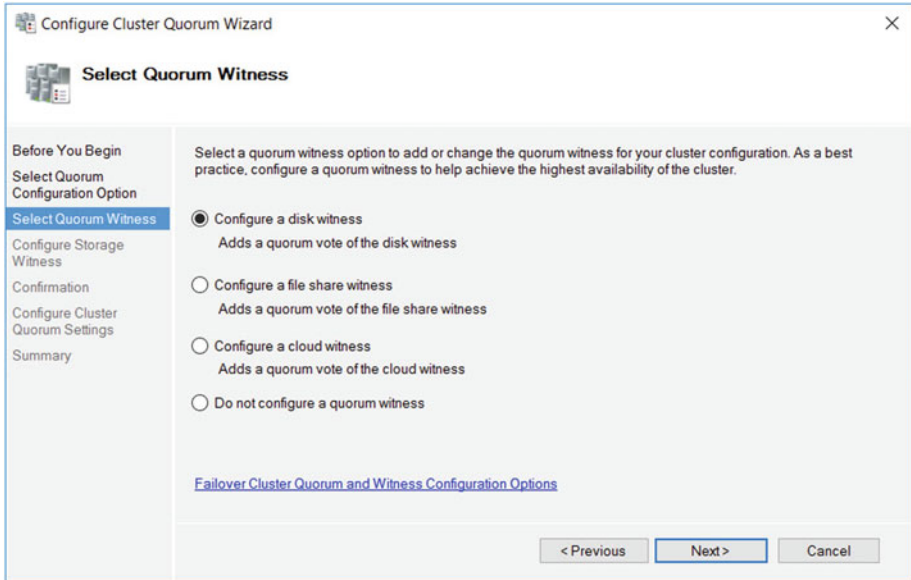 Configure Cluster Quorum Wizard
Select Quorum Witness
Before You Begin
Select Quorum
Configuration Option
Select Quorum Witness
Configure Storage
Witness
Confirmation
Configure Cluster
Quorum Settings
Summary
Select a quorum witness option to add or change the quorum witness for your cluster configuration. As a best
practice, configure a quorum witness to help achieve the highest availability of the cluster.
Configure a disk witness
Adds a quorum vote of the disk witness
Configure a file share witness
Adds a quorum vote of the file share witness
Configure a cloud witness
Adds a quorum vote of the cloud witness
Do not configure a quorum witness
Failover Cluster Quorum and Witness Configuration Options
< Previous
Next >
Cancel